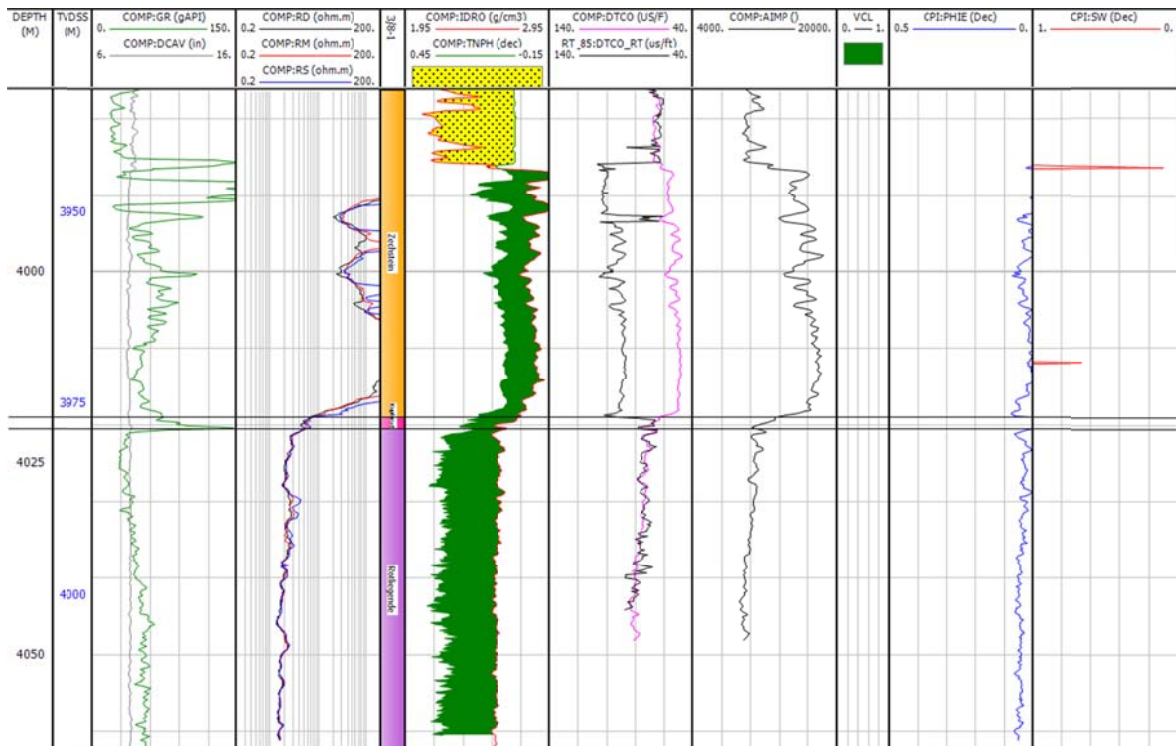 DEPTH (M)
TVDSS (M)
COMP:GR (gAPI)
0. 150.
COMP:DCAV (in)
6. 16.
COMP:RD (ohm.m)
0.2 200.
COMP:RM (ohm.m)
0.2 200.
COMP:RS (ohm.m)
0.2 200.
3/8-1
COMP:IDRO (g/cm3)
1.95 2.95
COMP:TNPH (dec)
0.45 -0.15
COMP:DTCO (US/F)
140. 40.
RT_85:DTCO_RT (us/ft)
140. 40.
COMP:AIMP ()
4000. 20000.
VCL
0. 1.
CPI:PHIE (Dec)
0.5 0.
CPI:SW (Dec)
1. 0.
3950
Zechstein
4000
3975
4025
4000
Rotliegende
4050